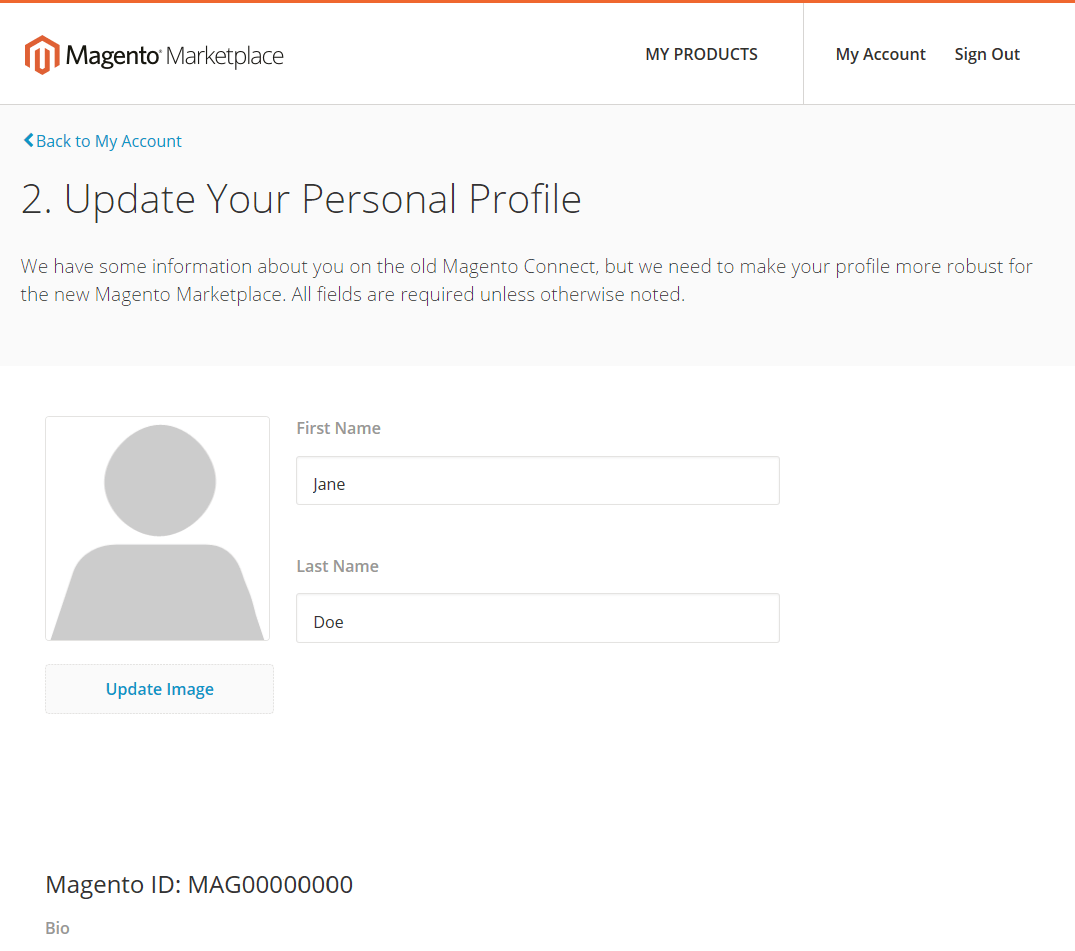 Magento® Marketplace
MY PRODUCTS
My Account
Sign Out
Back to My Account
2. Update Your Personal Profile
We have some information about you on the old Magento Connect, but we need to make your profile more robust for
the new Magento Marketplace. All fields are required unless otherwise noted.
First Name
Jane
Last Name
Doe
Update Image
Magento ID: MAG00000000
Bio